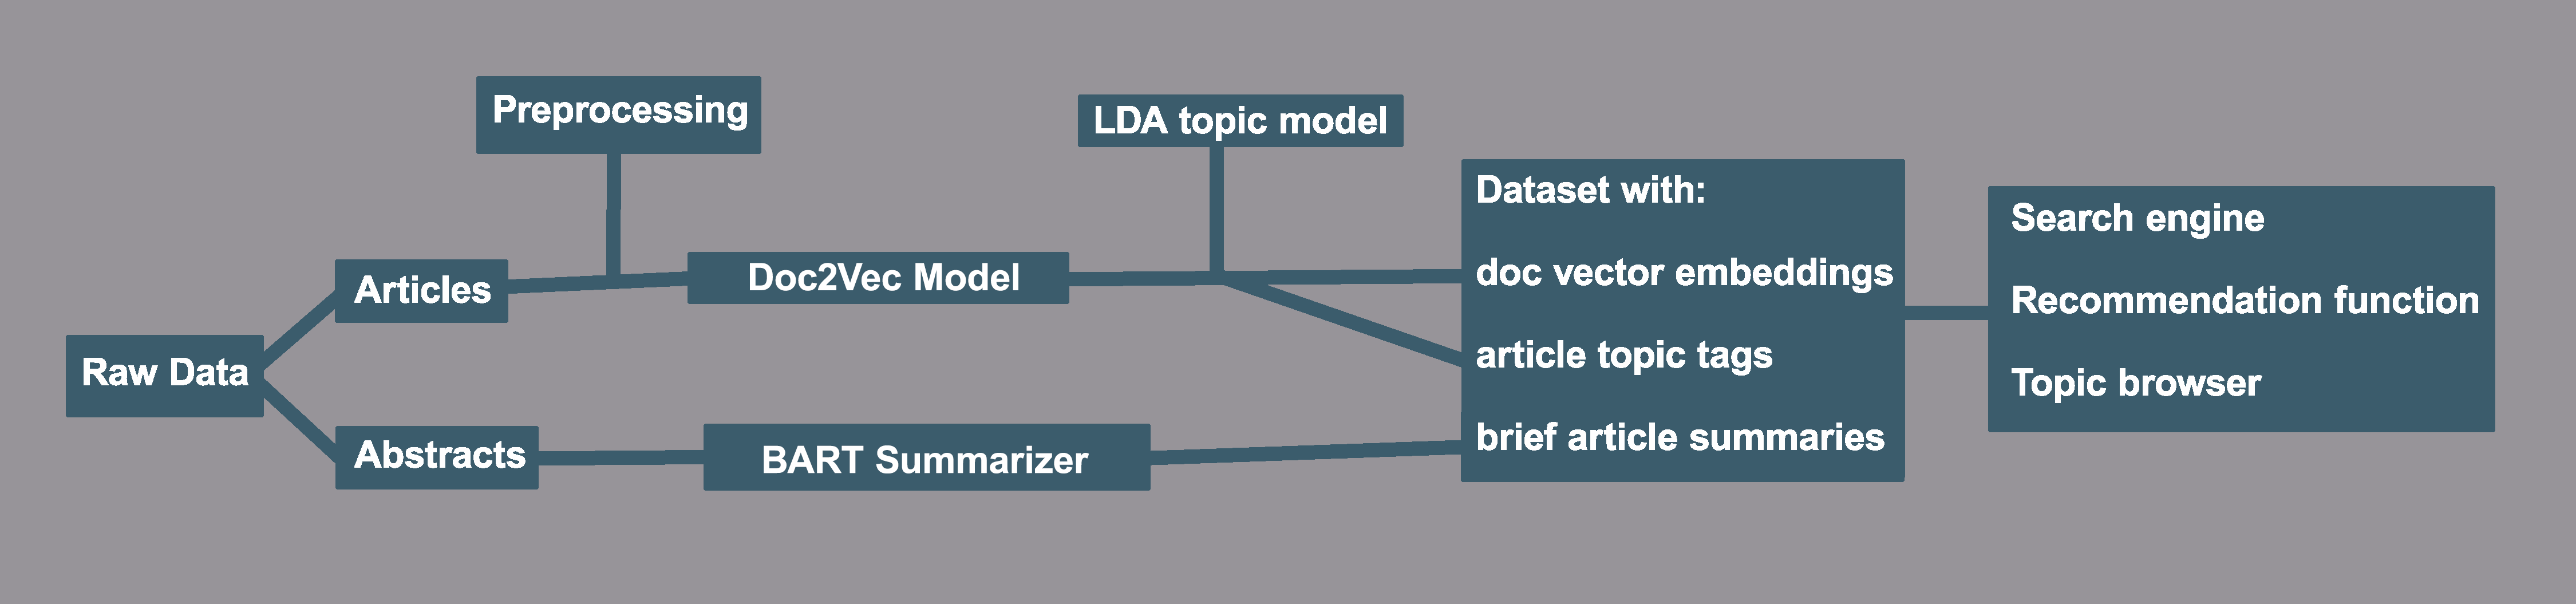 Preprocessing
LDA topic model
Raw Data
Articles
Abstracts
Doc2Vec Model
BART Summarizer
Dataset with:
doc vector embeddings
article topic tags
brief article summaries
Search engine
Recommendation function
Topic browser